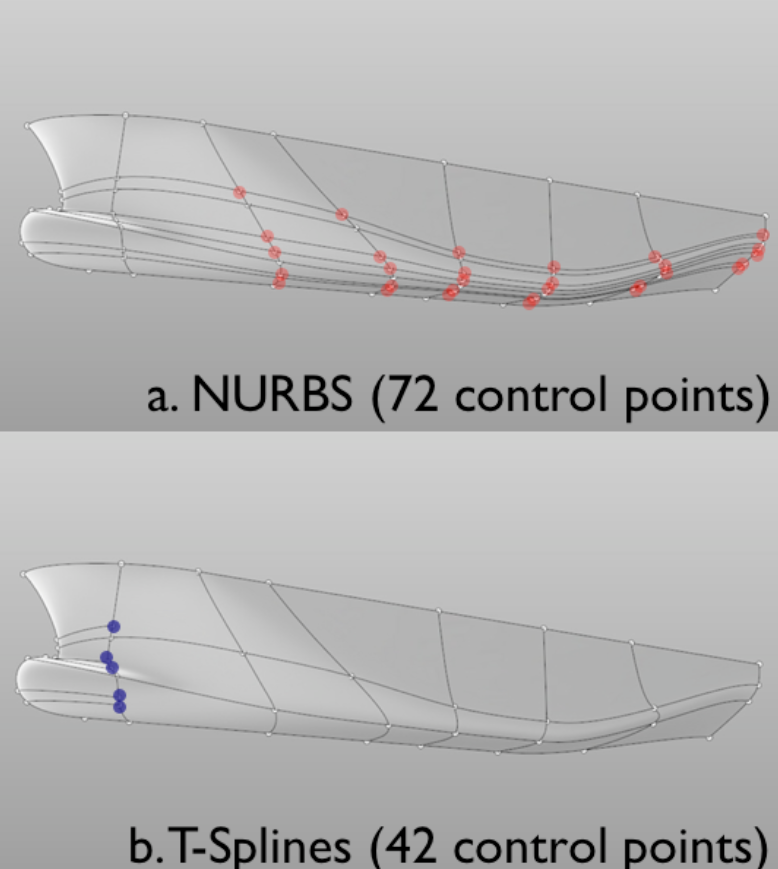 a. NURBS (72 control points)
b. T-Splines (42 control points)